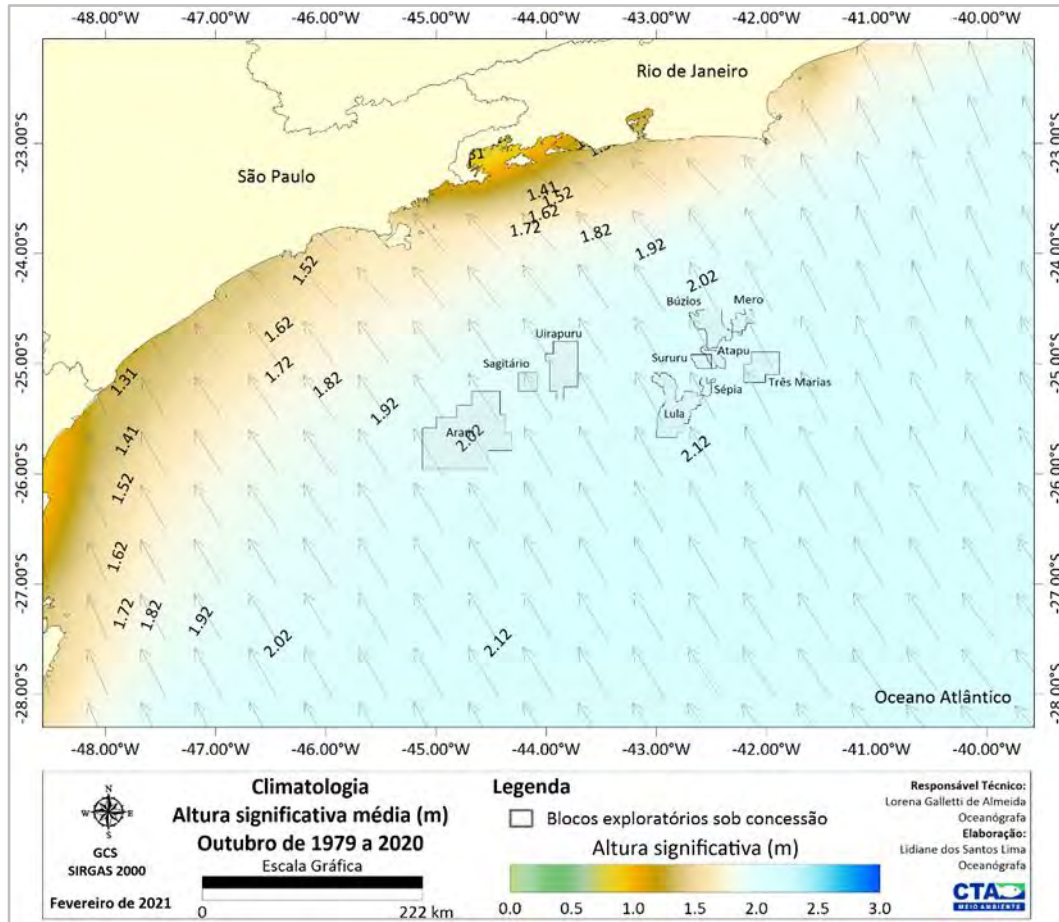 -48.00°W -47.00°W -46.00°W -45.00°W -44.00°W -43.00°W -42.00°W -41.00°W -40.00°W
Rio de Janeiro
-23.00°S -23.00°S
São Paulo
1.41
1.52
1.62
1.72 1.82
1.92
-24.00°S -24.00°S
1.52
2.02
Búzios Mero
1.62
Uirapuru
1.72 Sagitário Sururu Atapu
-25.00°S -25.00°S
1.31 1.82 Sépia Três Marias
1.92 Lula
1.41 Aram 2.02
2.12
-26.00°S -26.00°S
1.52
1.62
-27.00°S -27.00°S
1.72 1.82 1.92
2.02 2.12
-28.00°S -28.00°S
Oceano Atlântico
-48.00°W -47.00°W -46.00°W -45.00°W -44.00°W -43.00°W -42.00°W -41.00°W -40.00°W
N
W E
S
GCS
SIRGAS 2000
Fevereiro de 2021
Climatologia
Altura significativa média (m)
Outubro de 1979 a 2020
Escala Gráfica
0 222 km
Legenda
Blocos exploratórios sob concessão
Altura significativa (m)
0.0 0.5 1.0 1.5 2.0 2.5 3.0
Responsável Técnico:
Lorena Galletti de Almeida
Oceanógrafa
Elaboração:
Lidiane dos Santos Lima
Oceanógrafa
CTA
MEIO AMBIENTE